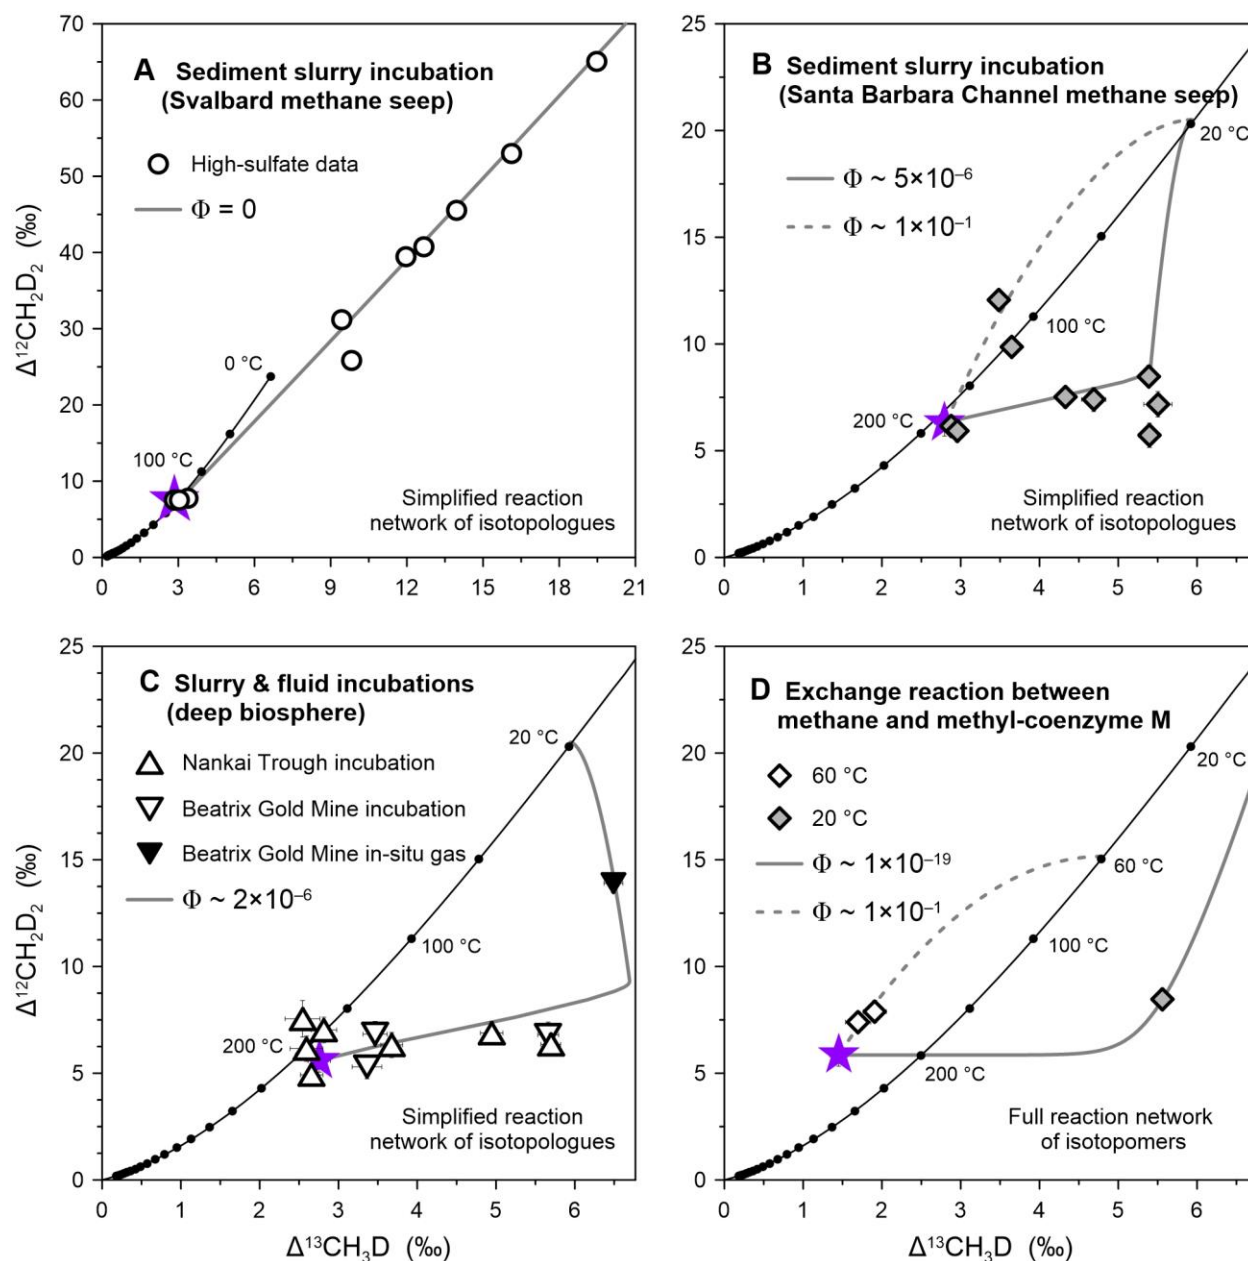 A Sediment slurry incubation
(Svalbard methane seep)
High-sulfate data
Φ = 0
0 °C
100 °C
Simplified reaction
network of isotopologues
70
60
50
40
30
20
10
0
0 3 6 9 12 15 18 21
Δ¹²CH₂D₂ (‰)
B Sediment slurry incubation
(Santa Barbara Channel methane seep)
Φ ~ 5×10⁻⁶
Φ ~ 1×10⁻¹
20 °C
100 °C
200 °C
Simplified reaction
network of isotopologues
25
20
15
10
5
0
0 1 2 3 4 5 6
C Slurry & fluid incubations
(deep biosphere)
Nankai Trough incubation
Beatrix Gold Mine incubation
Beatrix Gold Mine in-situ gas
Φ ~ 2×10⁻⁶
20 °C
100 °C
200 °C
Simplified reaction
network of isotopologues
25
20
15
10
5
0
0 1 2 3 4 5 6
Δ¹²CH₂D₂ (‰)
Δ¹³CH₃D (‰)
D Exchange reaction between
methane and methyl-coenzyme M
60 °C
20 °C
Φ ~ 1×10⁻¹⁹
Φ ~ 1×10⁻¹
20 °C
60 °C
100 °C
200 °C
Full reaction network
of isotopomers
25
20
15
10
5
0
0 1 2 3 4 5 6
Δ¹³CH₃D (‰)